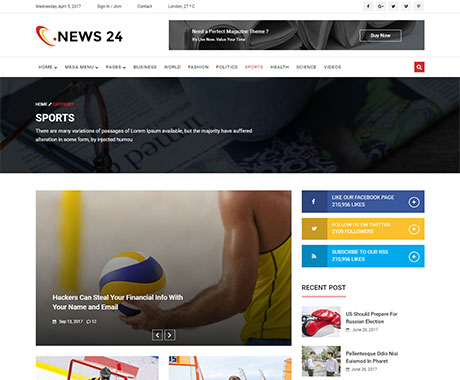 Wednesday, April 5, 2017 Sign In / Join Contact London, 27° C
NEWS 24
Need a Perfect Magazine Theme ?
It's Live Now. Value Your Time
Buy Now
HOME MEGA MENU PAGES BUSINESS WORLD FASHION POLITICS SPORTS HEALTH SCIENCE VIDEOS
HOME CATEGORY
SPORTS
There are many variations of passages of Lorem Ipsum available, but the majority have suffered
alteration in some form, by injected humou
Hackers Can Steal Your Financial Info With
Your Name and Email
Sep 13, 2017 12
LIKE OUR FACEBOOK PAGE
210,956 LIKES
FOLLOW US ON TWITTER
2109 FOLLOWERS
SUBSCRIBE TO OUR RSS
210,956 LIKES
RECENT POST
US Should Prepare For
Russian Election
June 28, 2017
Pellentesque Odio Nisi
Euismod In Pharet
June 28, 2017